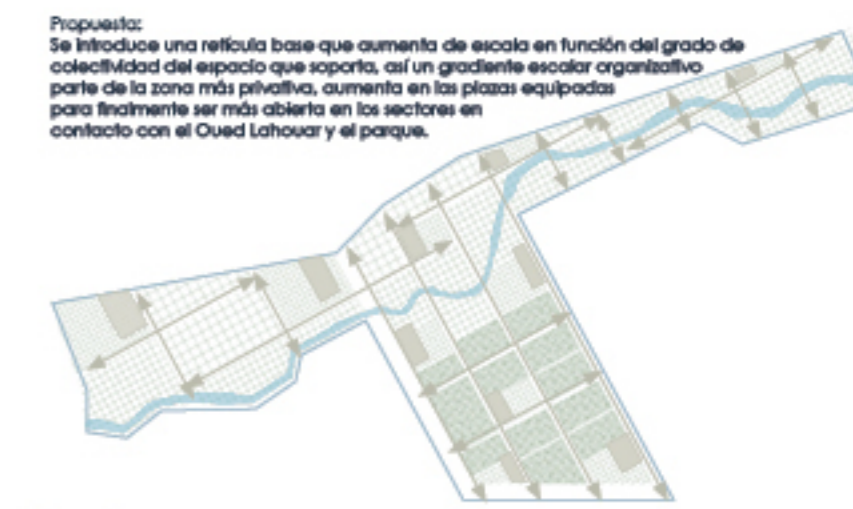 Propuesta:
Se introduce una retícula base que aumenta de escala en función del grado de
colectividad del espacio que soporta, así un gradiente escalar organizativo
parte de la zona más privativa, aumenta en las plazas equipadas
para finalmente ser más abierta en los sectores en
contacto con el Oued Lahouar y el parque.